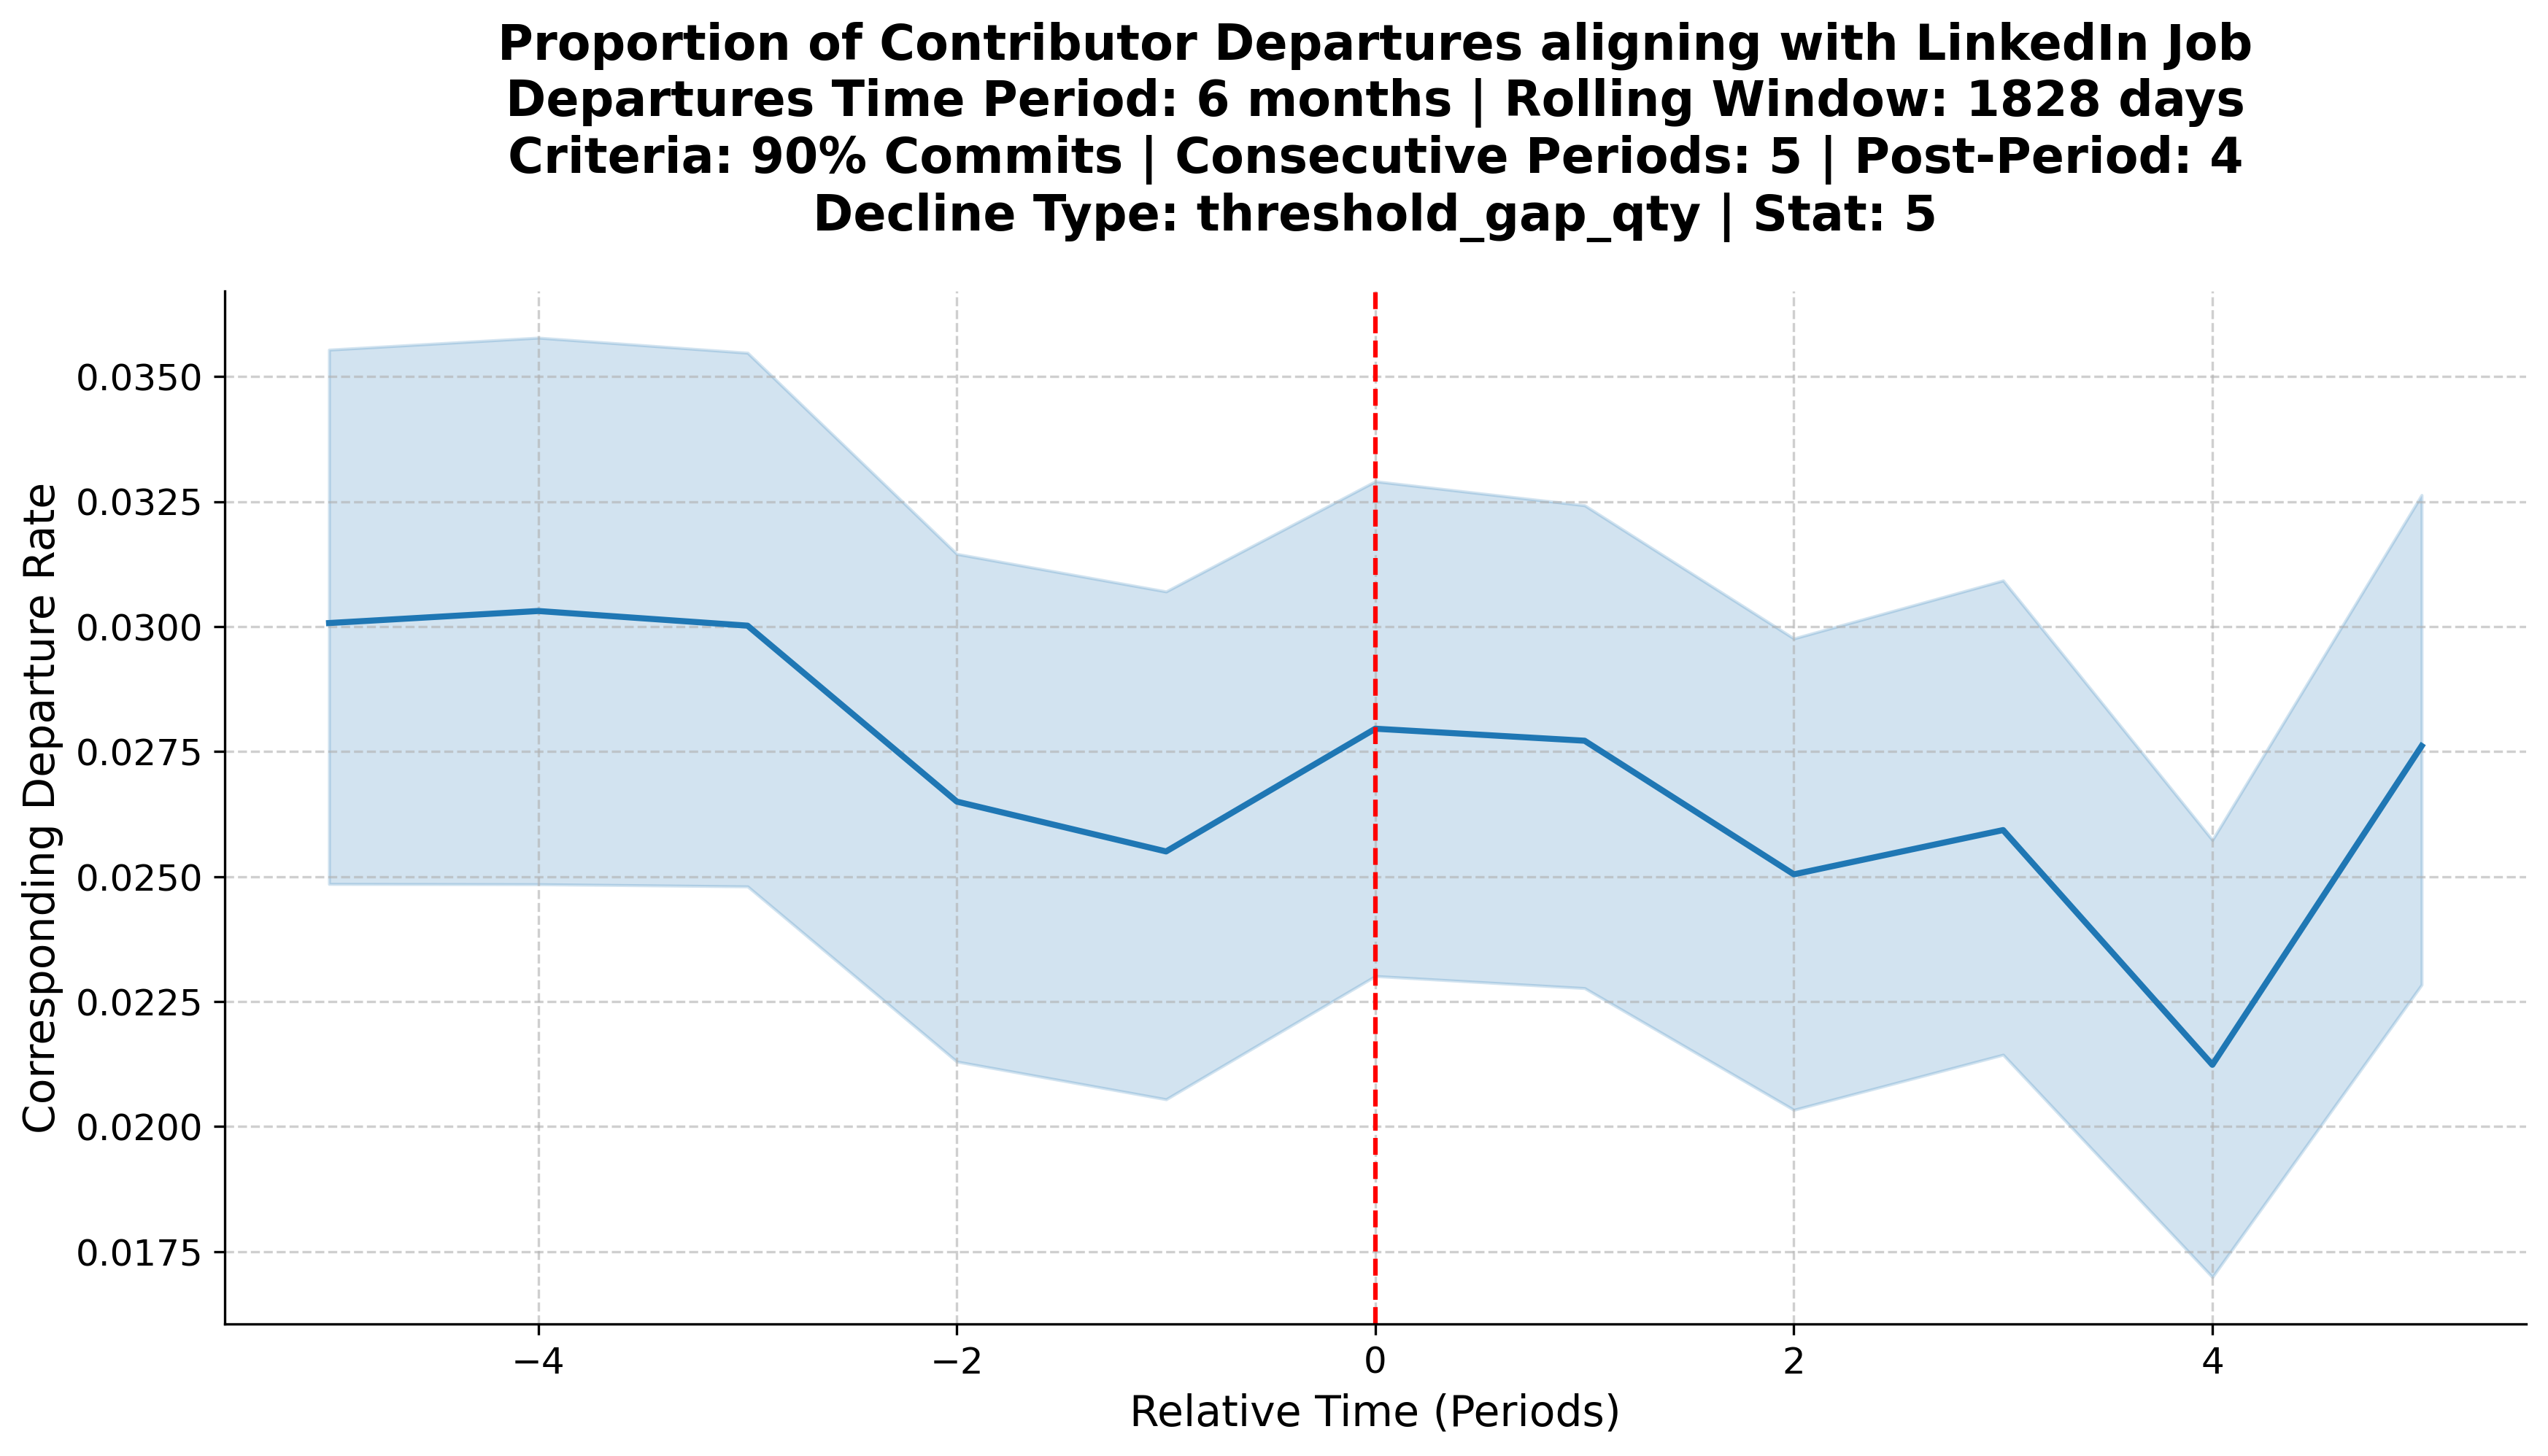 Proportion of Contributor Departures aligning with LinkedIn Job
Departures Time Period: 6 months | Rolling Window: 1828 days
Criteria: 90% Commits | Consecutive Periods: 5 | Post-Period: 4
Decline Type: threshold_gap_qty | Stat: 5
Corresponding Departure Rate
0.0350
0.0325
0.0300
0.0275
0.0250
0.0225
0.0200
0.0175
−4
−2
0
2
4
Relative Time (Periods)